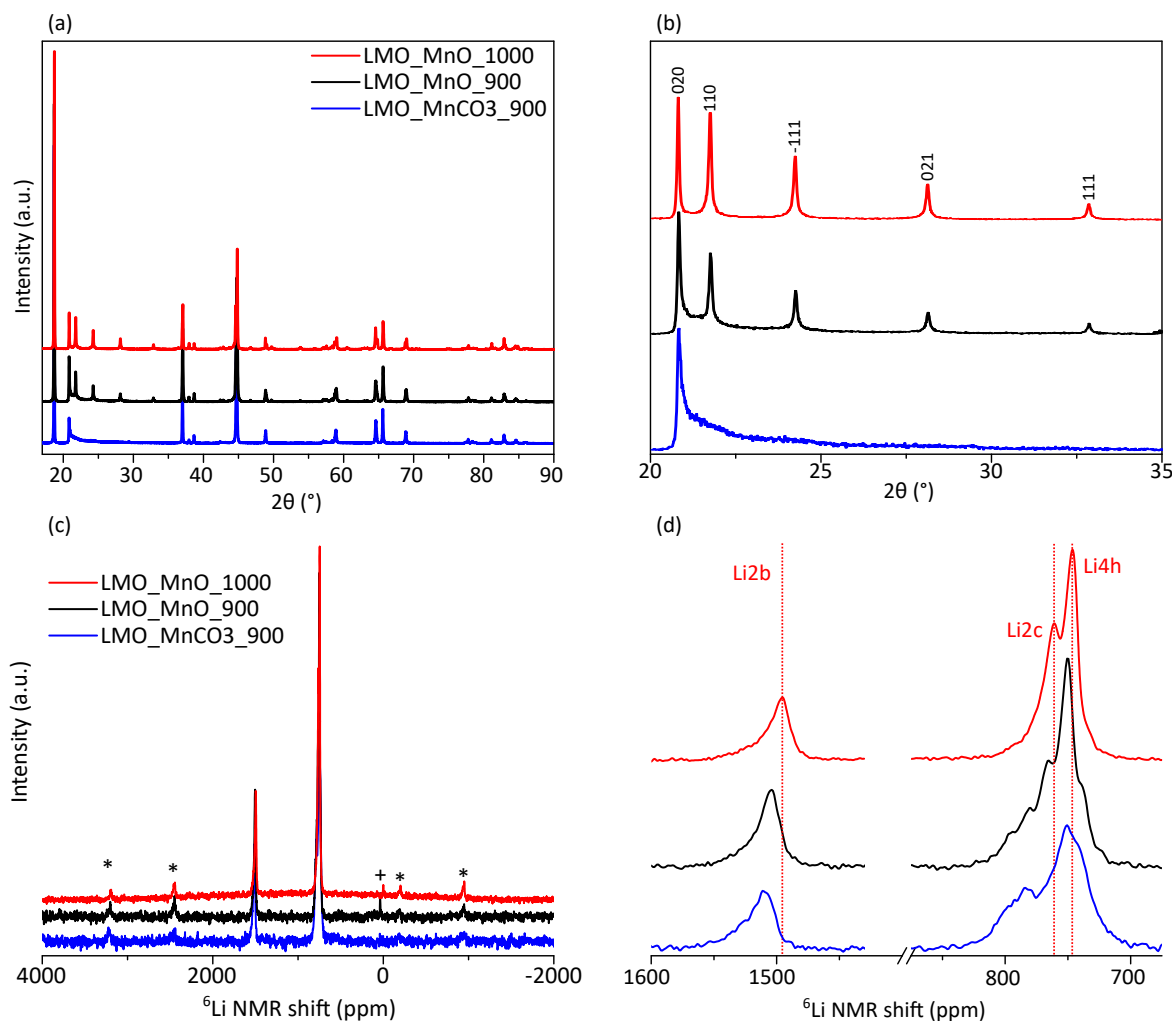 (a)
LMO_MnO_1000
LMO_MnO_900
LMO_MnCO3_900
Intensity (a.u.)
20 30 40 50 60 70 80 90
2θ (°)
(b)
020
110
-111
021
111
20 25 30 35
2θ (°)
(c)
LMO_MnO_1000
LMO_MnO_900
LMO_MnCO3_900
Intensity (a.u.)
* * + * *
4000 2000 0 -2000
⁶Li NMR shift (ppm)
(d)
Li2b
Li4h
Li2c
1600 1500 800 700
⁶Li NMR shift (ppm)